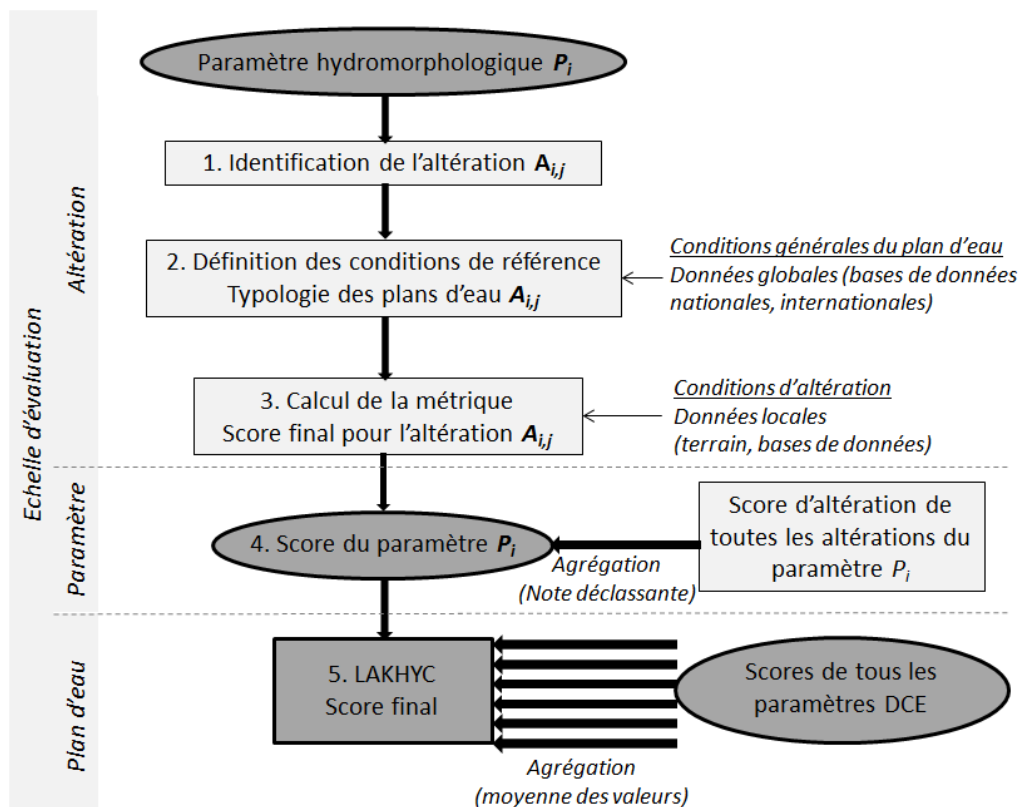 Echelle d'évaluation
Altération
Paramètre hydromorphologique Pi
1. Identification de l'altération Ai,j
2. Définition des conditions de référence
Typologie des plans d'eau Ai,j
Conditions générales du plan d'eau
Données globales (bases de données
nationales, internationales)
3. Calcul de la métrique
Score final pour l'altération Ai,j
Conditions d'altération
Données locales
(terrain, bases de données)
Paramètre
4. Score du paramètre Pi
Agrégation
(Note déclassante)
Score d'altération de
toutes les altérations du
paramètre Pi
Plan d'eau
5. LAKHYC
Score final
Agrégation
(moyenne des valeurs)
Scores de tous les
paramètres DCE